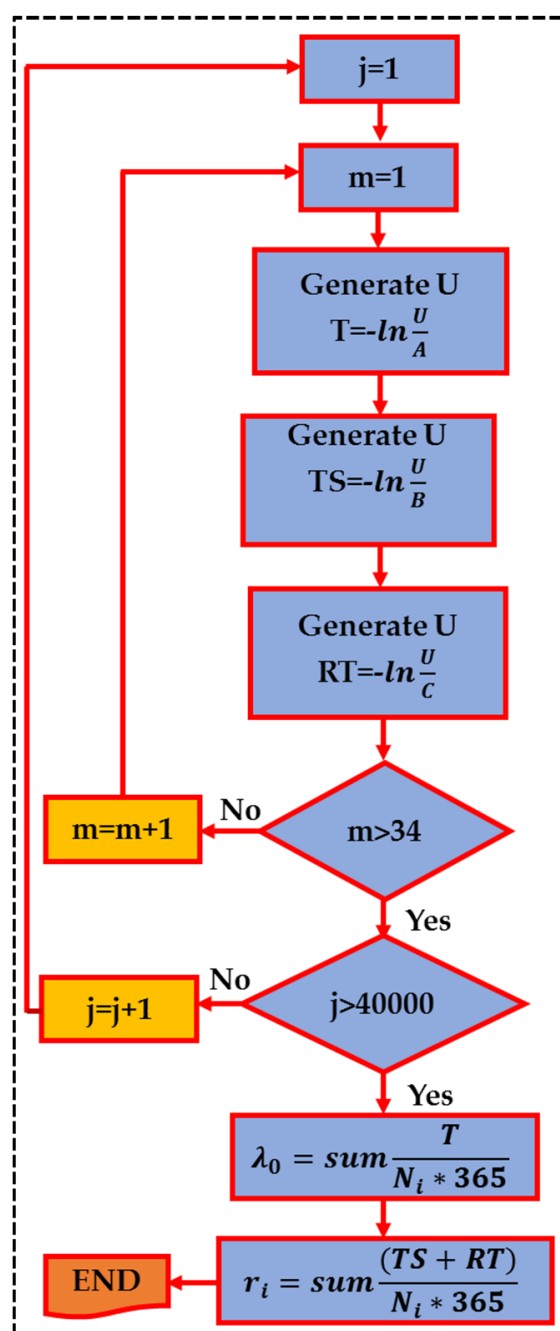 j=1
m=1
Generate U
T=-ln U/A
Generate U
TS=-ln U/B
Generate U
RT=-ln U/C
m>34
No
m=m+1
Yes
j>40000
No
j=j+1
Yes
λ₀ = sum T/(Nᵢ * 365)
rᵢ = sum (TS + RT)/(Nᵢ * 365)
END